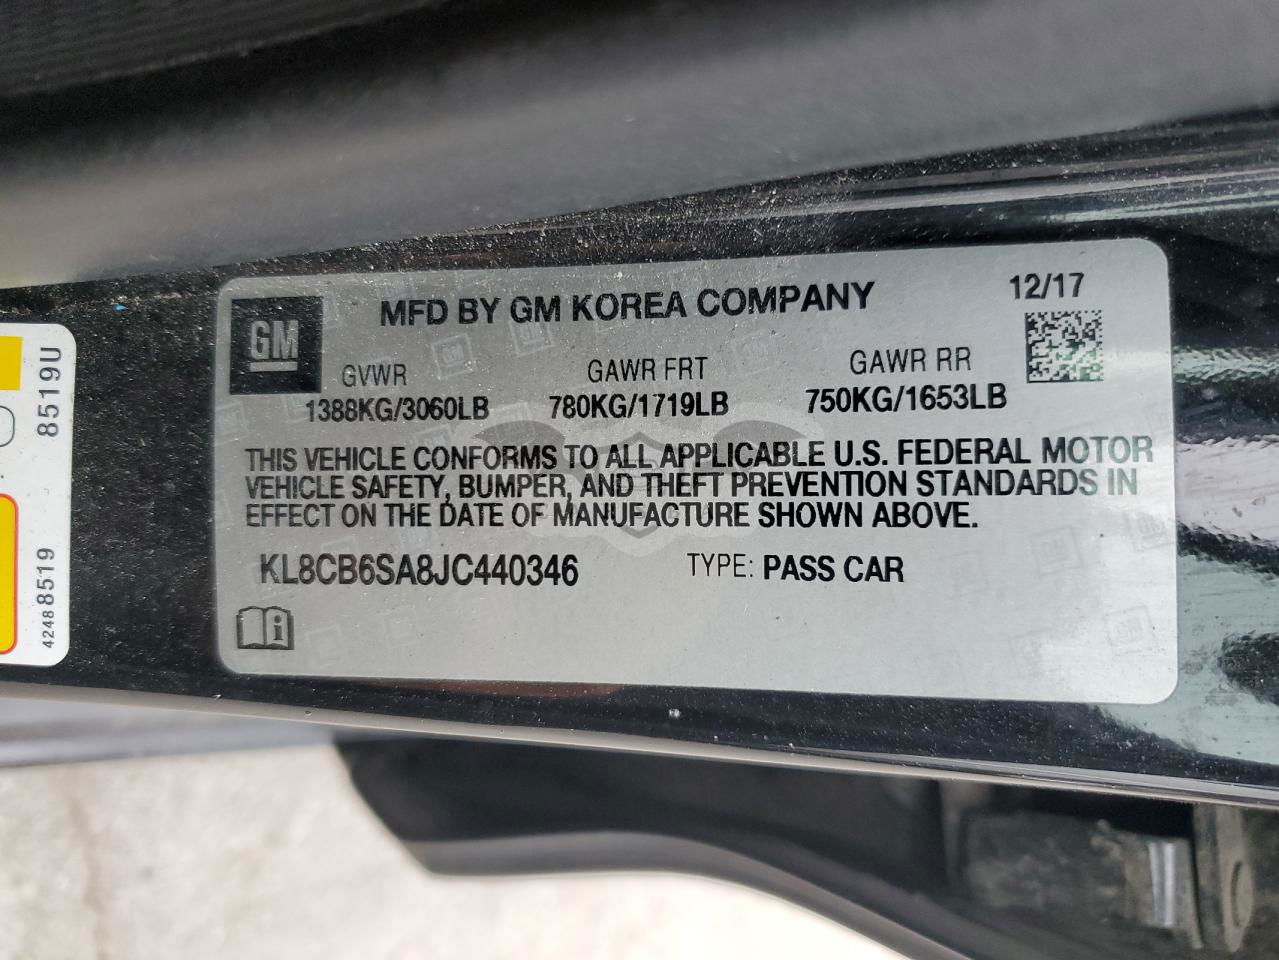 GM
MFD BY GM KOREA COMPANY
12/17
GVWR
GAWR FRT
GAWR RR
1388KG/3060LB
780KG/1719LB
750KG/1653LB
THIS VEHICLE CONFORMS TO ALL APPLICABLE U.S. FEDERAL MOTOR
VEHICLE SAFETY, BUMPER, AND THEFT PREVENTION STANDARDS IN
EFFECT ON THE DATE OF MANUFACTURE SHOWN ABOVE.
KL8CB6SA8JC440346
TYPE: PASS CAR
8519U
42488519